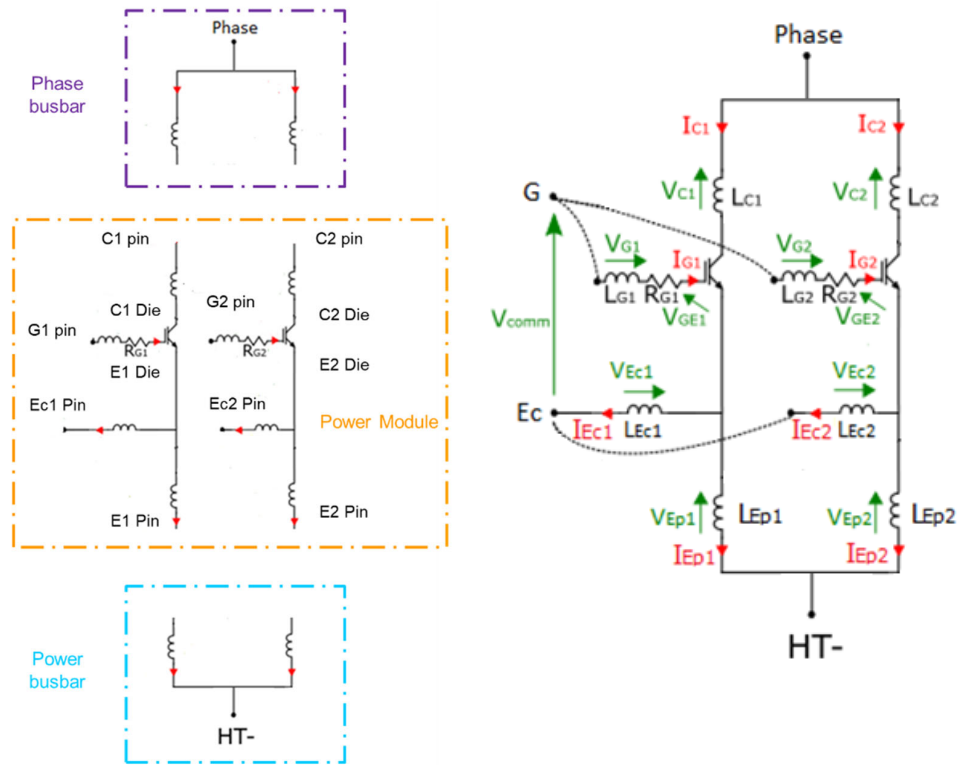 Phase
Phase
busbar
C1 pin
C2 pin
G2 pin
C1 Die
C2 Die
G1 pin
RG1
RG2
E1 Die
E2 Die
Ec1 Pin
Ec2 Pin
Power Module
E1 Pin
E2 Pin
Power
busbar
HT-
Phase
IC1
IC2
VC1
VC2
LC1
LC2
G
VG1
VG2
IG1
IG2
LG1
RG1
LG2
RG2
VGE1
VGE2
Vcomm
VEc1
VEc2
Ec
IEc1
LEc1
IEc2
LEc2
VEp1
LEp1
VEp2
LEp2
IEp1
IEp2
HT-